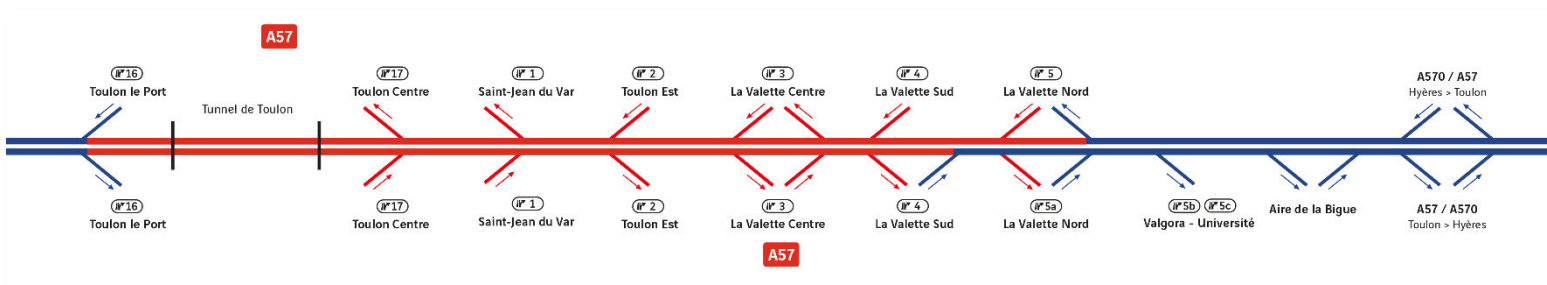 A57
16
Toulon le Port
Tunnel de Toulon
17
Toulon Centre
1
Saint-Jean du Var
2
Toulon Est
3
La Valette Centre
4
La Valette Sud
5
La Valette Nord
A570 / A57
Hyères > Toulon
16
Toulon le Port
17
Toulon Centre
1
Saint-Jean du Var
2
Toulon Est
3
La Valette Centre
4
La Valette Sud
5a
La Valette Nord
5b 5c
Valgora - Université
Aire de la Bigue
A57 / A570
Toulon > Hyères
A57